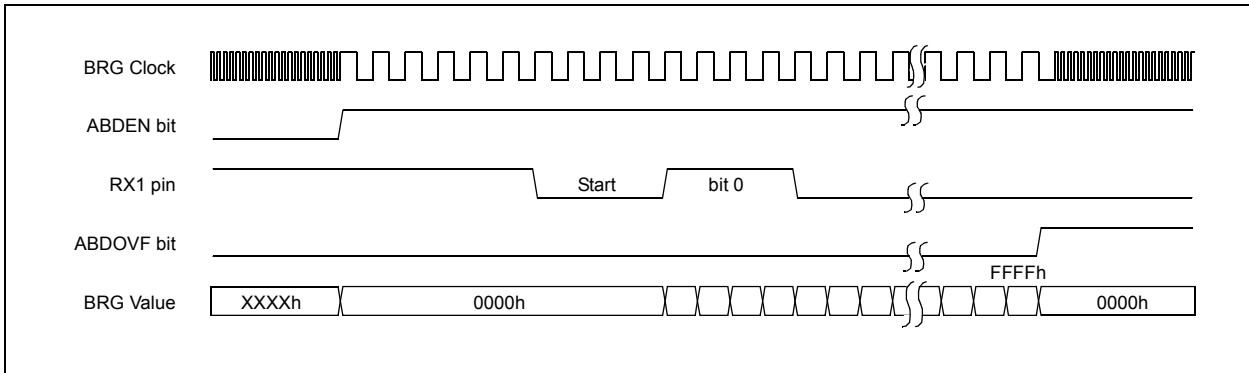 BRG Clock
ABDEN bit
RX1 pin
Start
bit 0
ABDOVF bit
FFFFh
BRG Value
XXXXh
0000h
0000h